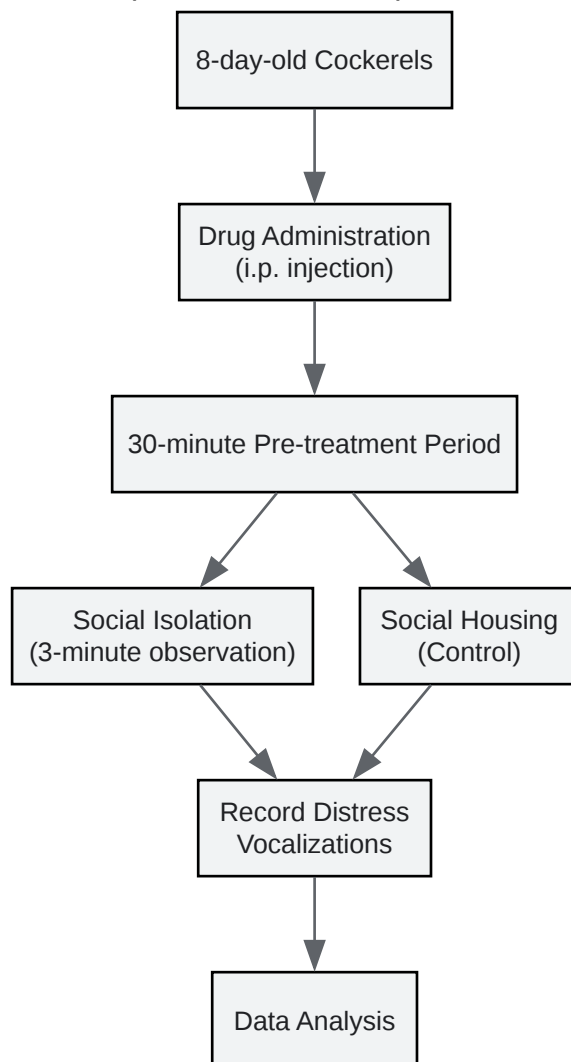 8-day-old Cockerels
Drug Administration
(i.p. injection)
30-minute Pre-treatment Period
Social Isolation
(3-minute observation)
Social Housing
(Control)
Record Distress
Vocalizations
Data Analysis